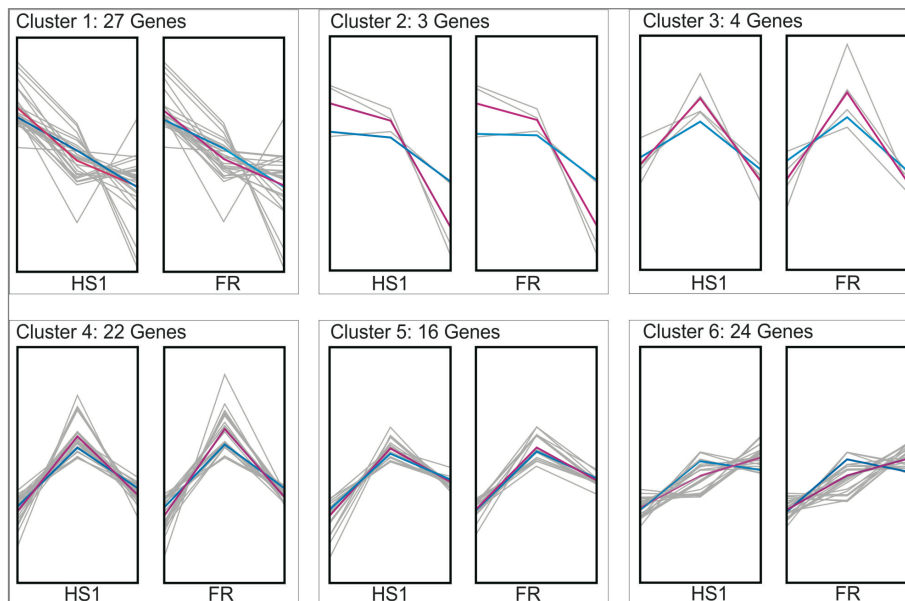 Cluster 1: 27 Genes
HS1
FR
Cluster 2: 3 Genes
HS1
FR
Cluster 3: 4 Genes
HS1
FR
Cluster 4: 22 Genes
HS1
FR
Cluster 5: 16 Genes
HS1
FR
Cluster 6: 24 Genes
HS1
FR